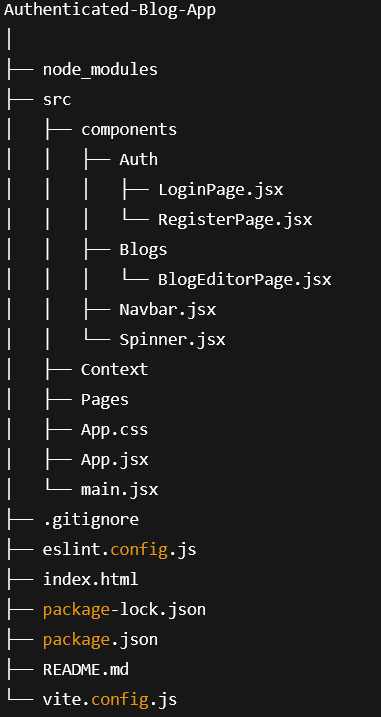 Authenticated-Blog-App
│
├── node_modules
├── src
│   ├── components
│   │   ├── Auth
│   │   │   ├── LoginPage.jsx
│   │   │   └── RegisterPage.jsx
│   │   ├── Blogs
│   │   │   └── BlogEditorPage.jsx
│   │   ├── Navbar.jsx
│   │   └── Spinner.jsx
│   ├── Context
│   ├── Pages
│   ├── App.css
│   ├── App.jsx
│   └── main.jsx
├── .gitignore
├── eslint.config.js
├── index.html
├── package-lock.json
├── package.json
├── README.md
└── vite.config.js